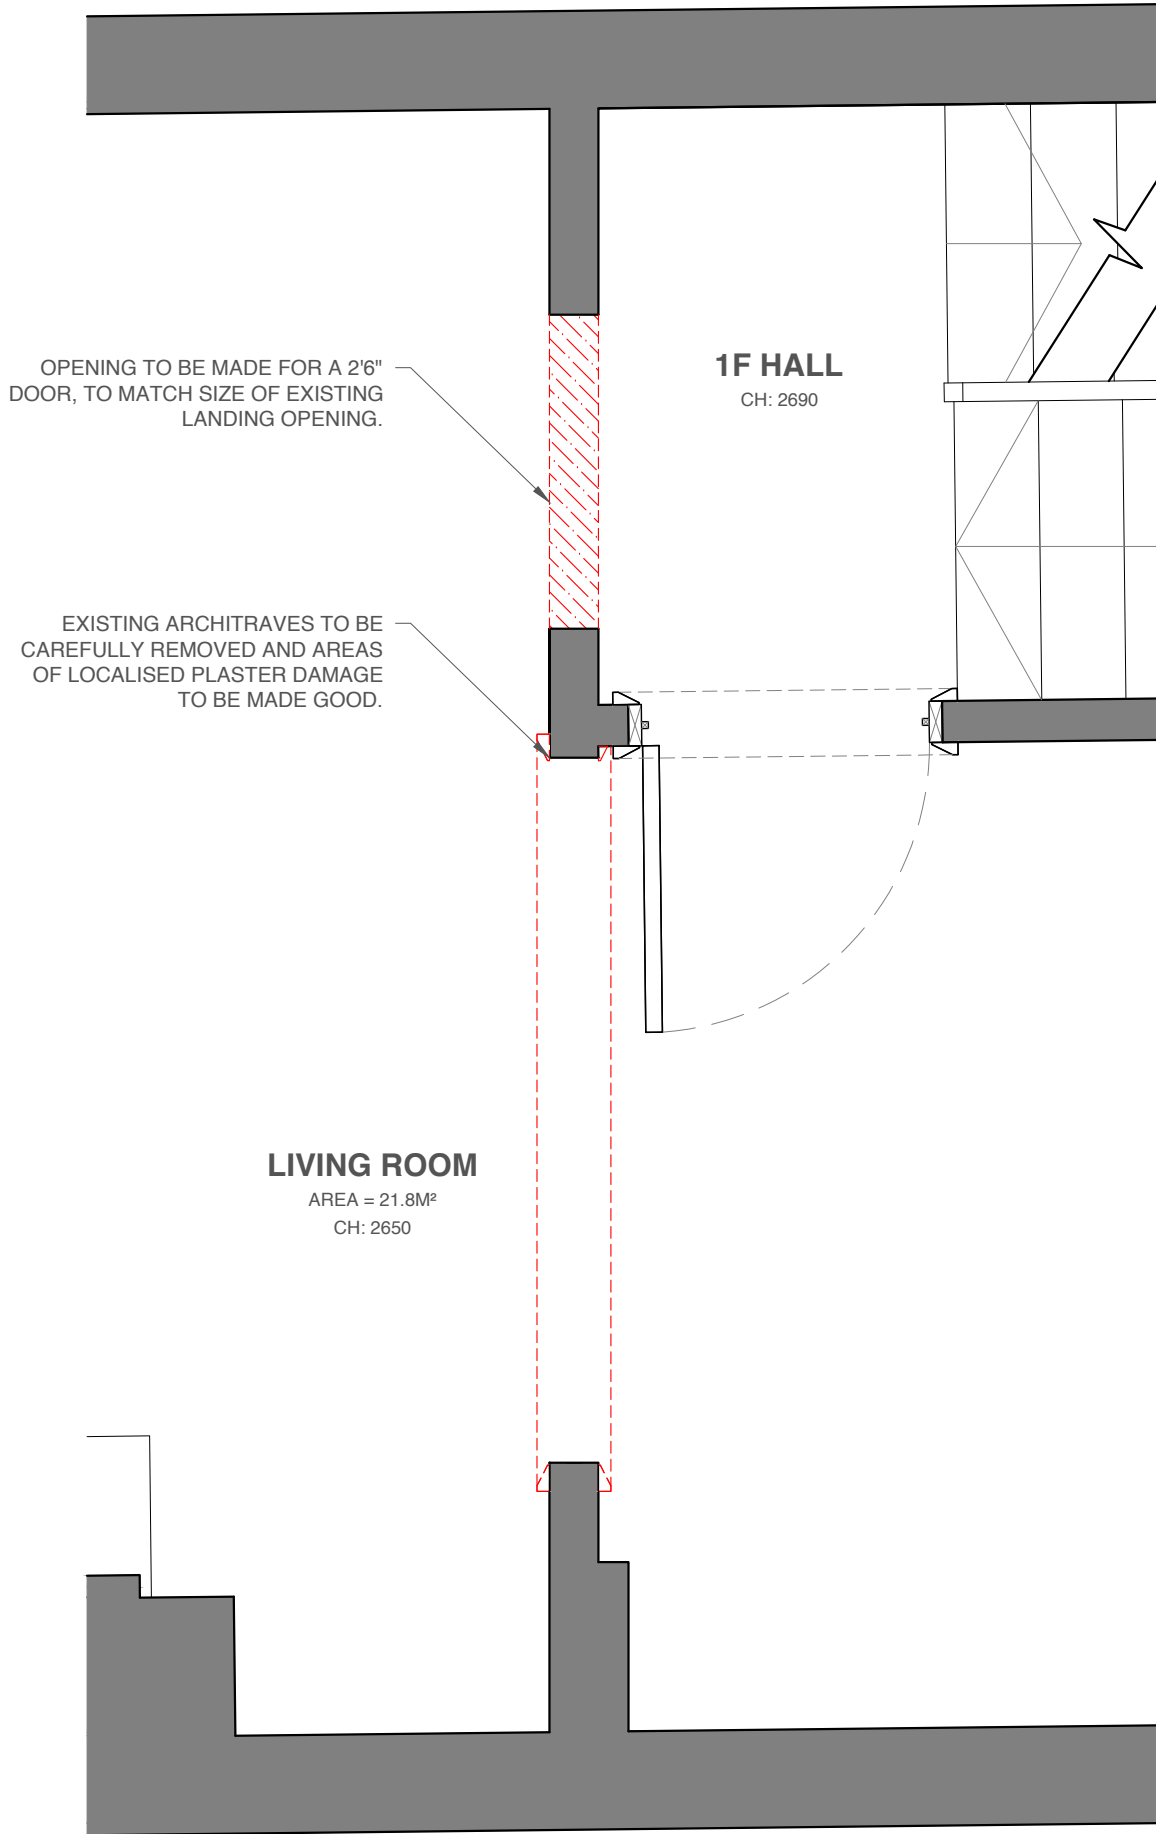 OPENING TO BE MADE FOR A 2'6"
DOOR, TO MATCH SIZE OF EXISTING
LANDING OPENING.
1F HALL
CH: 2690
EXISTING ARCHITRAVES TO BE
CAREFULLY REMOVED AND AREAS
OF LOCALISED PLASTER DAMAGE
TO BE MADE GOOD.
LIVING ROOM
AREA = 21.8M²
CH: 2650